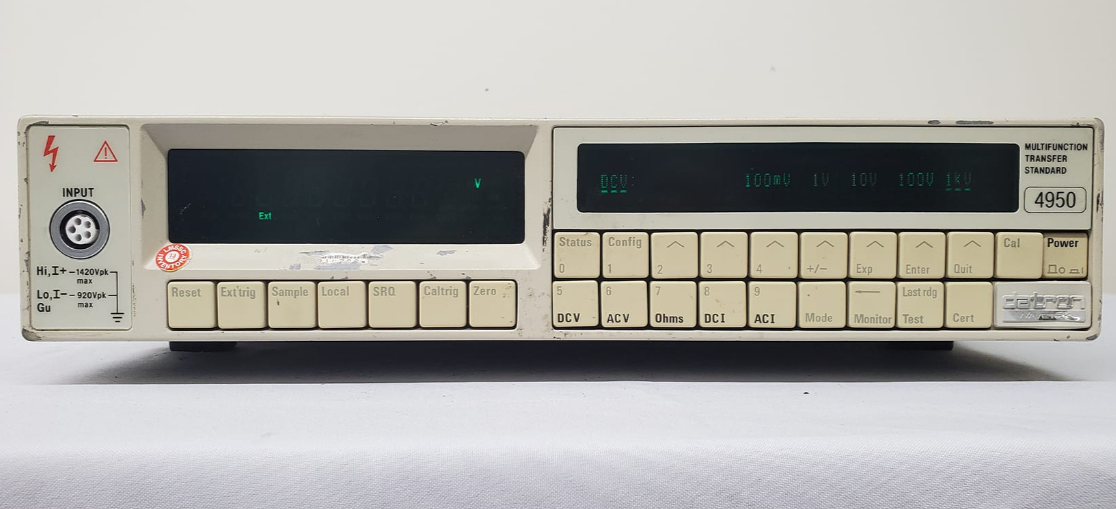 INPUT
Hi,I+ -1420Vpk
max
Lo,I- -920Vpk
max
Gu
V
Ext
Reset
Ext'trig
Sample
Local
SRQ
Caltrig
Zero
DCV: 100mV 1V 10V 100V 1kV
MULTIFUNCTION
TRANSFER
STANDARD
4950
Status
0
Config
1
2
3
4
+/-
Exp
Enter
Quit
Cal
Power
5
DCV
6
ACV
7
Ohms
8
DCI
9
ACI
.
Mode
Monitor
Last rdg
Test
Cert
datron